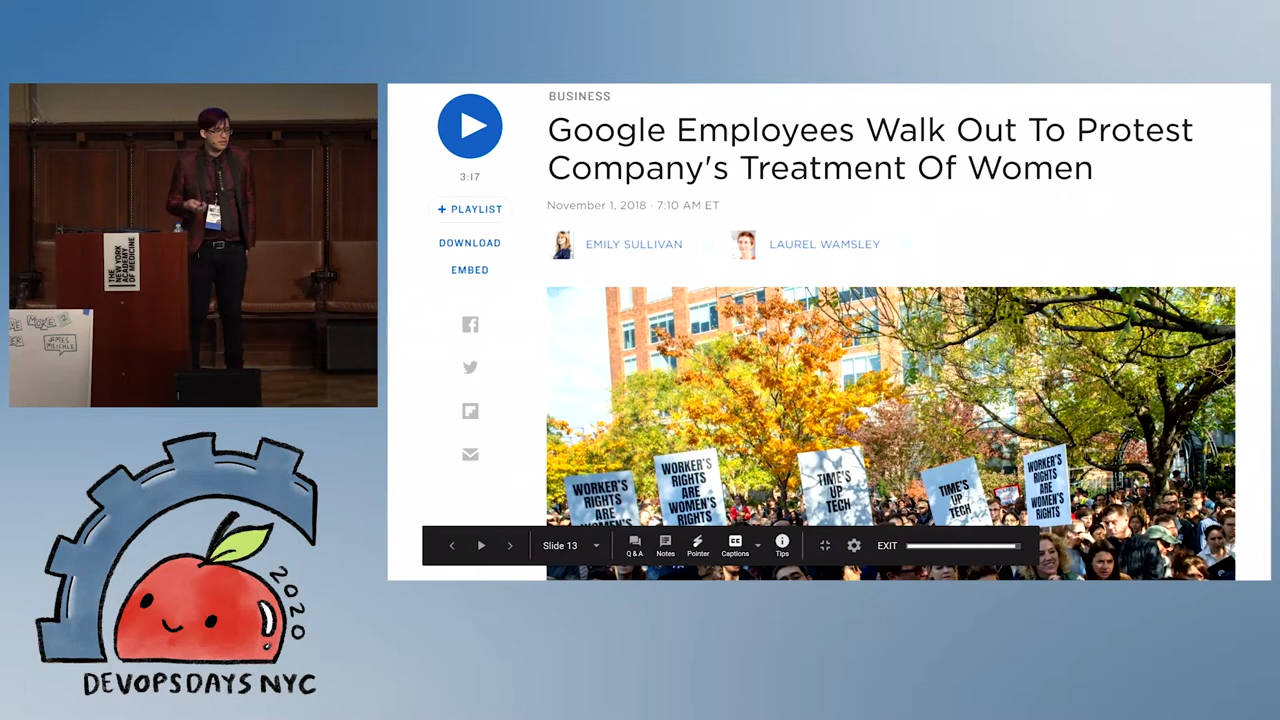 THE
NEW YORK
ACADEMY
OF MEDICINE
MORE
JAMES
MEICHLE
2020
DEVOPSDAYS NYC
BUSINESS
Google Employees Walk Out To Protest
Company's Treatment Of Women
November 1, 2018 · 7:10 AM ET
EMILY SULLIVAN
LAUREL WAMSLEY
3:17
+ PLAYLIST
DOWNLOAD
EMBED
WORKER'S
RIGHTS
ARE
WOMEN'S
WORKER'S
RIGHTS
ARE
WOMEN'S
RIGHTS
TIME'S
UP
TECH
TIME'S
UP
TECH
WORKER'S
RIGHTS
ARE
WOMEN'S
RIGHTS
Slide 13
Q & A
Notes
Pointer
Captions
Tips
EXIT